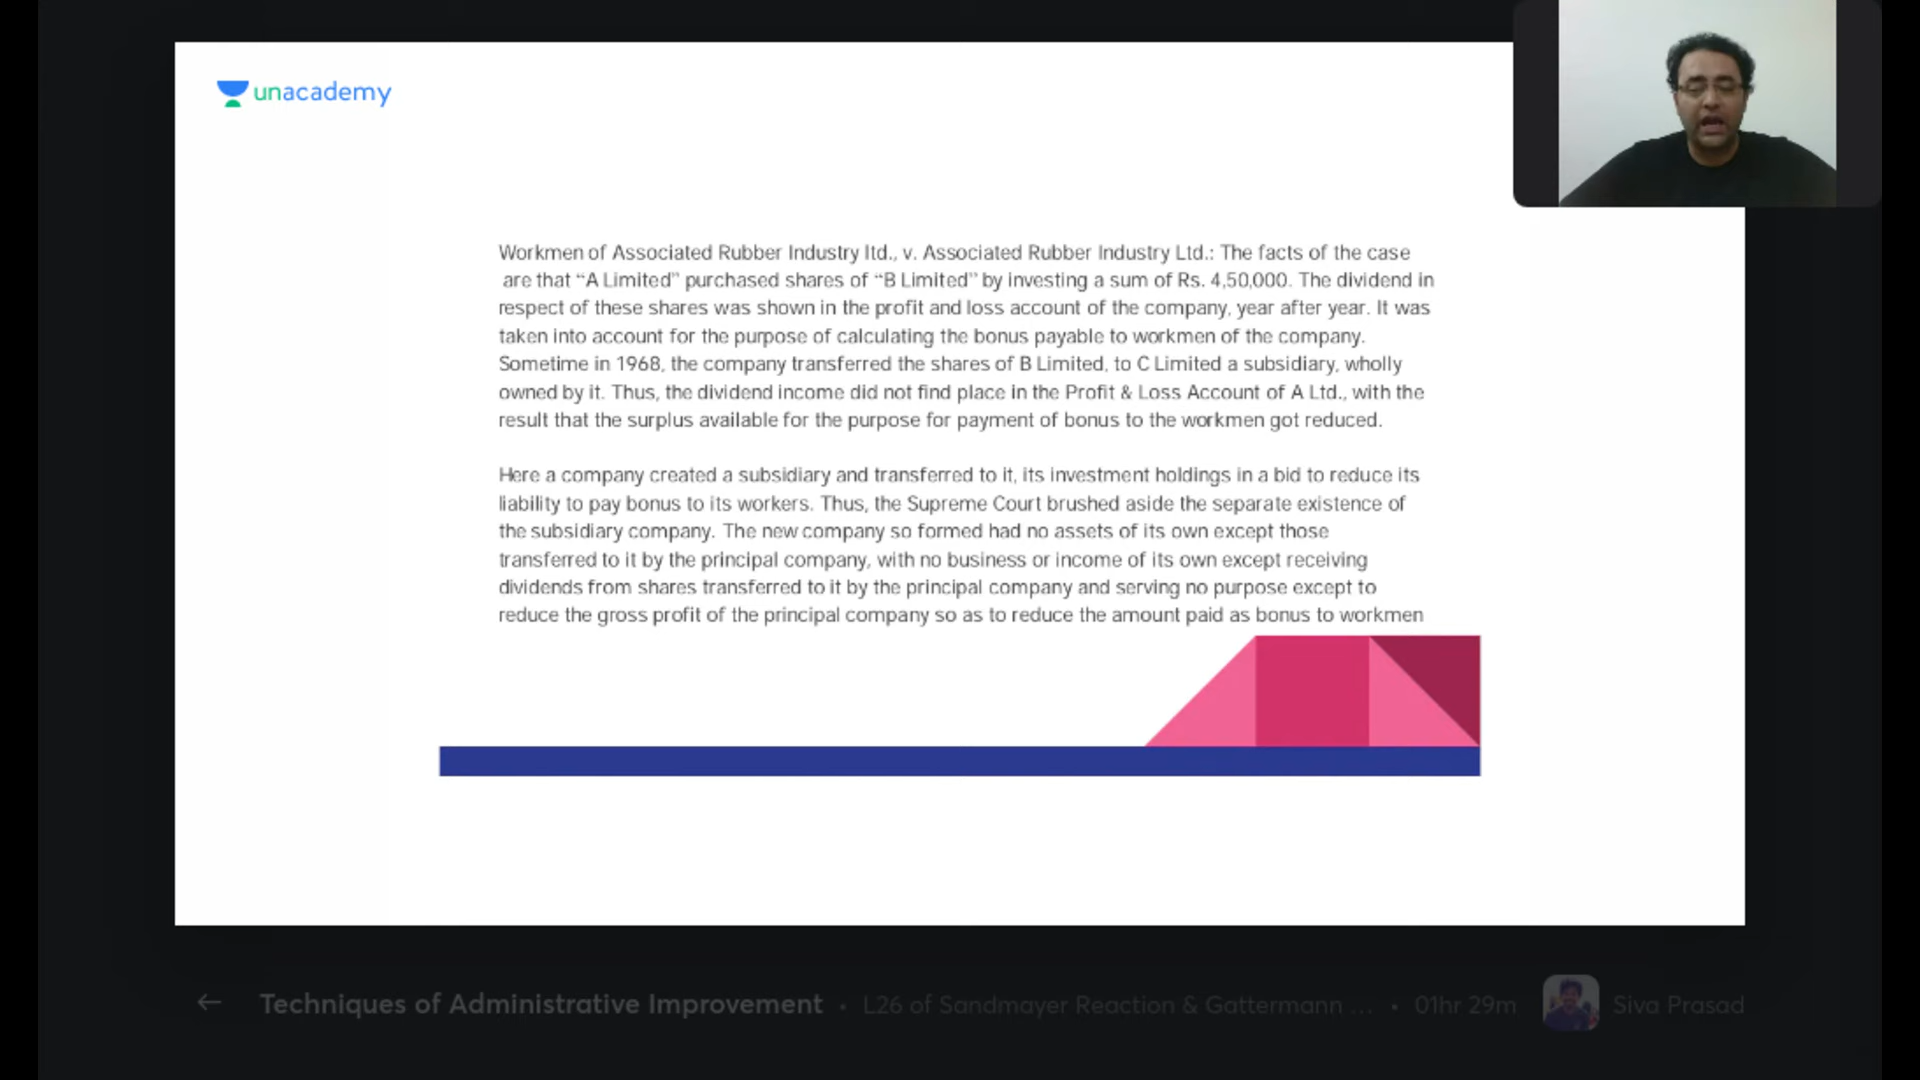 unacademy
Workmen of Associated Rubber Industry ltd., v. Associated Rubber Industry Ltd.: The facts of the case
are that “A Limited” purchased shares of “B Limited” by investing a sum of Rs. 4,50,000. The dividend in
respect of these shares was shown in the profit and loss account of the company, year after year. It was
taken into account for the purpose of calculating the bonus payable to workmen of the company.
Sometime in 1968, the company transferred the shares of B Limited, to C Limited a subsidiary, wholly
owned by it. Thus, the dividend income did not find place in the Profit & Loss Account of A Ltd., with the
result that the surplus available for the purpose for payment of bonus to the workmen got reduced.
Here a company created a subsidiary and transferred to it, its investment holdings in a bid to reduce its
liability to pay bonus to its workers. Thus, the Supreme Court brushed aside the separate existence of
the subsidiary company. The new company so formed had no assets of its own except those
transferred to it by the principal company, with no business or income of its own except receiving
dividends from shares transferred to it by the principal company and serving no purpose except to
reduce the gross profit of the principal company so as to reduce the amount paid as bonus to workmen
Techniques of Administrative Improvement • L26 of Sandmayer Reaction & Gattermann ... • 01hr 29m Siva Prasad